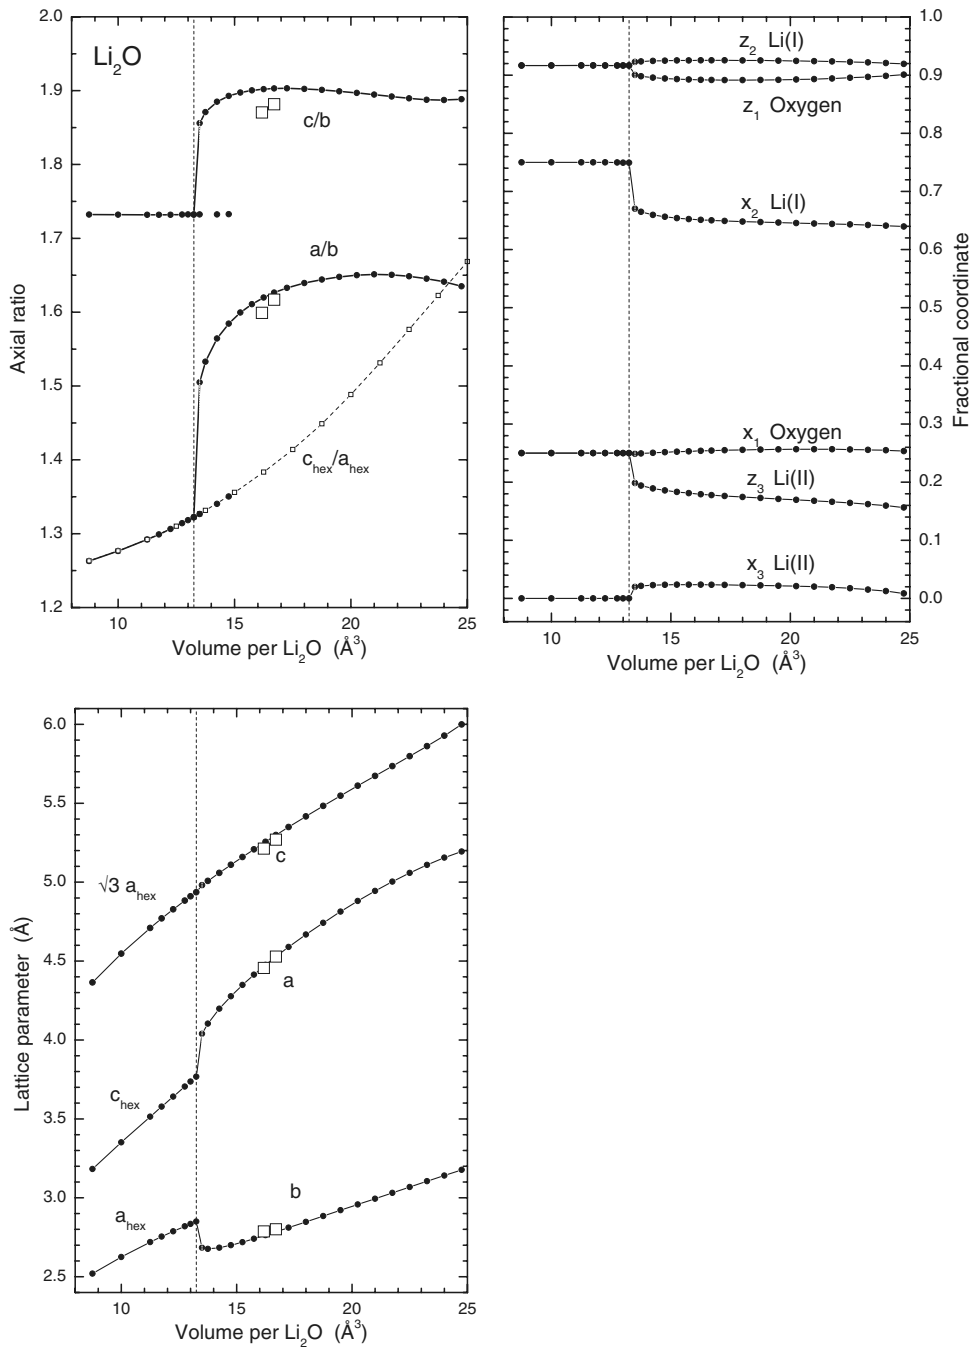 Li₂O
2.0
1.9
1.8
1.7
1.6
1.5
1.4
1.3
1.2
Axial ratio
c/b
a/b
c_hex/a_hex
10 15 20 25
Volume per Li₂O (Å³)
1.0
0.9
0.8
0.7
0.6
0.5
0.4
0.3
0.2
0.1
0.0
Fractional coordinate
z₂ Li(I)
z₁ Oxygen
x₂ Li(I)
x₁ Oxygen
z₃ Li(II)
x₃ Li(II)
10 15 20 25
Volume per Li₂O (Å³)
6.0
5.5
5.0
4.5
4.0
3.5
3.0
2.5
Lattice parameter (Å)
√3 a_hex
c
a
c_hex
b
a_hex
10 15 20 25
Volume per Li₂O (Å³)